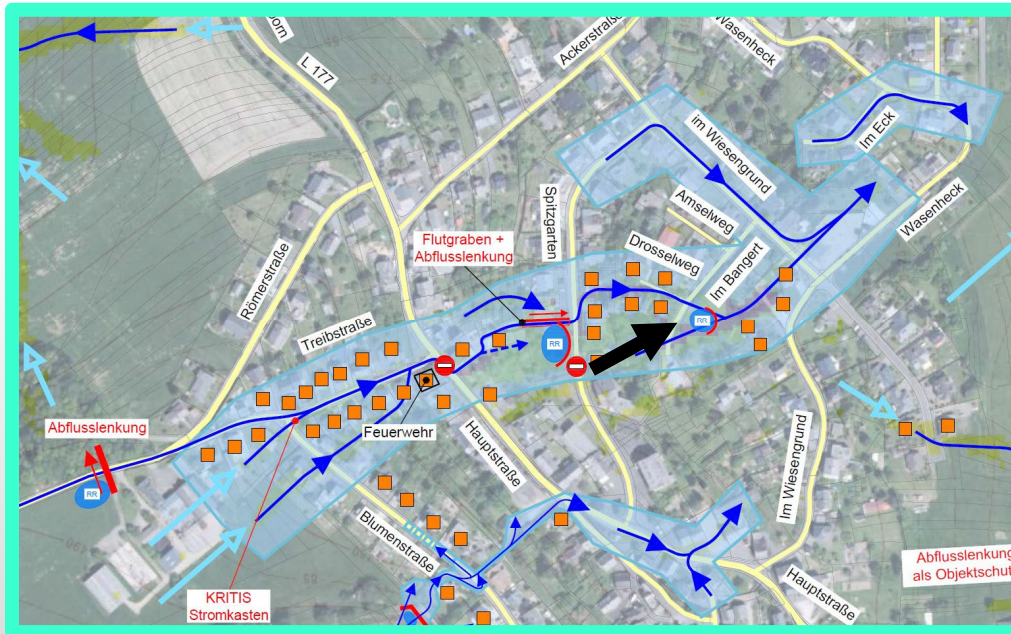 L 177
Ackerstraße
Wasenheck
im Wiesengrund
Im Eck
Wasenheck
Amselweg
Spitzgarten
Flutgraben +
Abflusslenkung
Drosselweg
Im Bangert
Römerstraße
Treibstraße
RR
RR
Feuerwehr
Abflusslenkung
RR
Hauptstraße
Im Wiesengrund
Blumenstraße
KRITIS
Stromkasten
Hauptstraße
Abflusslenkung
als Objektschut